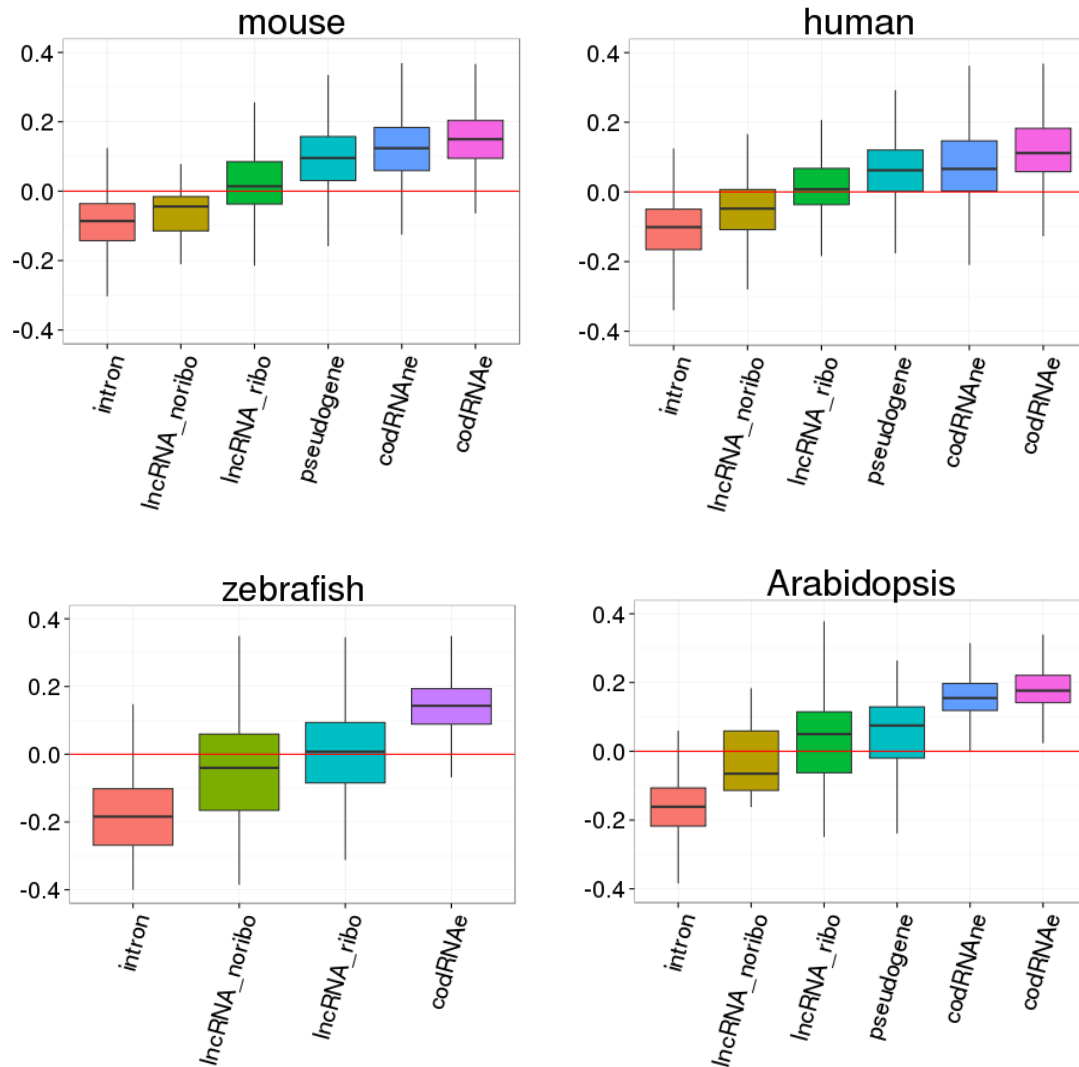 mouse
0.4
0.2
0.0
-0.2
-0.4
intron
lncRNA_noribo
lncRNA_ribo
pseudogene
codRNAne
codRNAe
human
0.4
0.2
0.0
-0.2
-0.4
intron
lncRNA_noribo
lncRNA_ribo
pseudogene
codRNAne
codRNAe
zebrafish
0.4
0.2
0.0
-0.2
-0.4
intron
lncRNA_noribo
lncRNA_ribo
codRNAe
Arabidopsis
0.4
0.2
0.0
-0.2
-0.4
intron
lncRNA_noribo
lncRNA_ribo
pseudogene
codRNAne
codRNAe